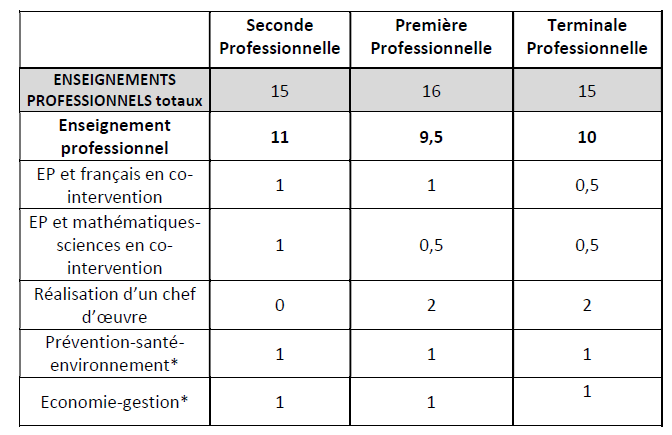 Seconde Professionnelle Première Professionnelle Terminale Professionnelle
ENSEIGNEMENTS
PROFESSIONNELS totaux 15 16 15
Enseignement
professionnel 11 9,5 10
EP et français en co-
intervention 1 1 0,5
EP et mathématiques-
sciences en co-
intervention 1 0,5 0,5
Réalisation d'un chef
d'œuvre 0 2 2
Prévention-santé-
environnement* 1 1 1
Economie-gestion* 1 1 1